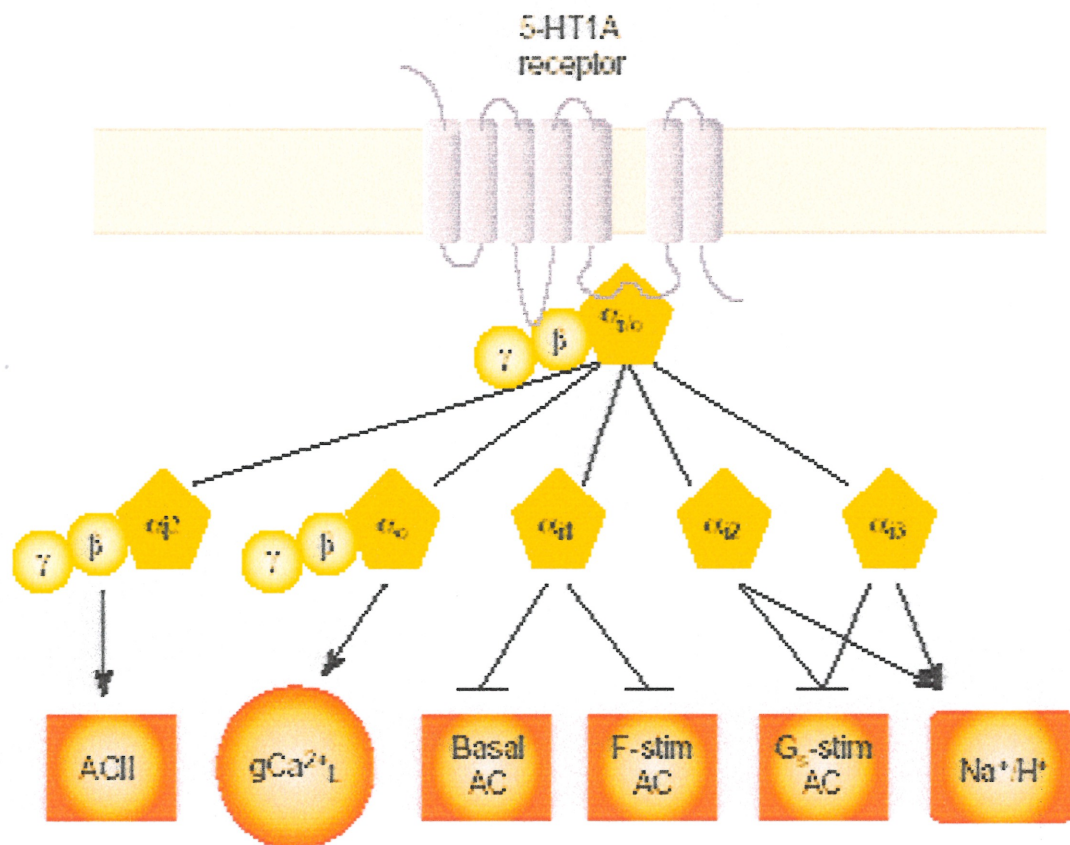 5-HT1A
receptor
γ
β
αi/o
γ
β
αi2
γ
β
αo
αi1
αi2
αi3
ACII
gCa²⁺L
Basal
AC
F-stim
AC
Gs-stim
AC
Na⁺/H⁺